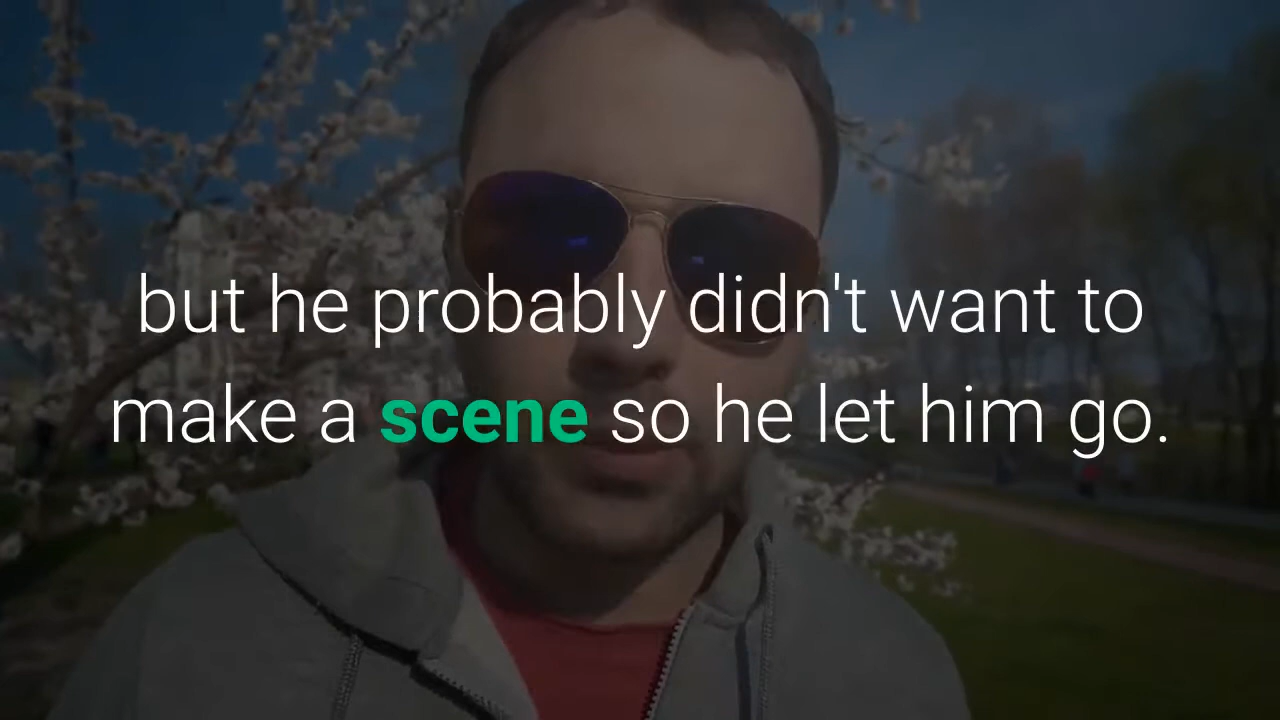 but he probably didn't want to
make a scene so he let him go.